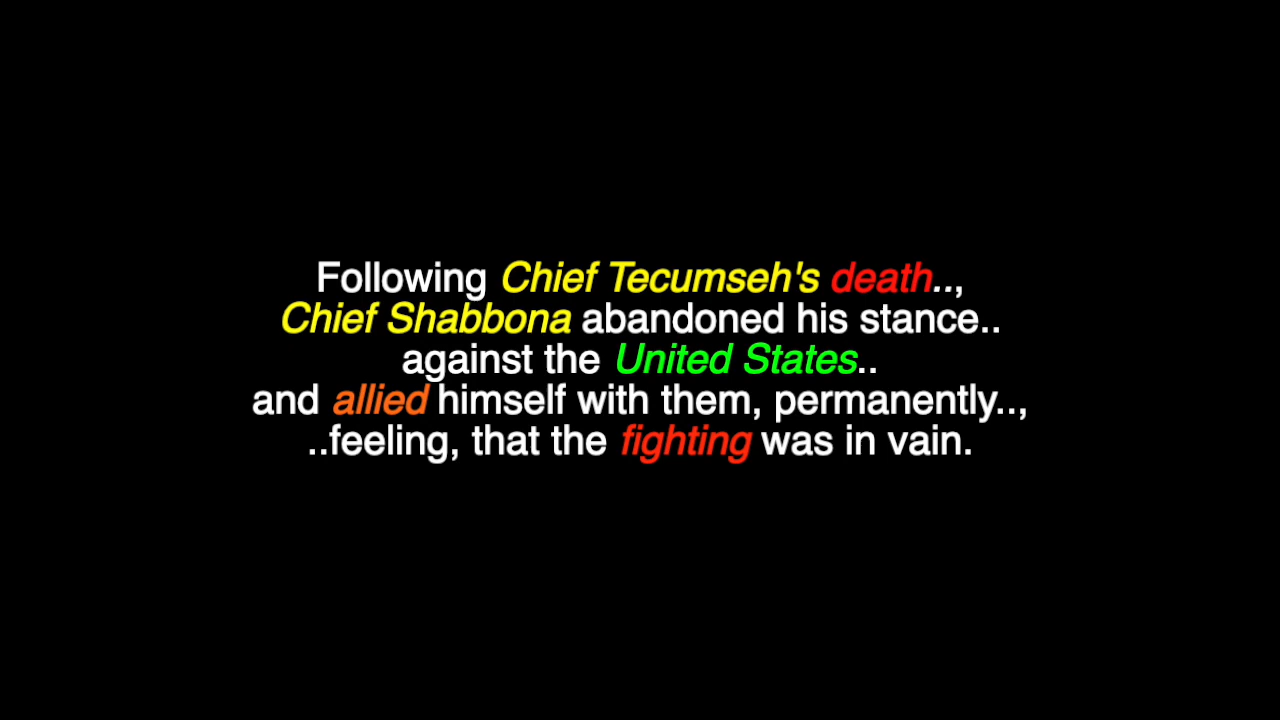 Following Chief Tecumseh's death..,
Chief Shabbona abandoned his stance..
against the United States..
and allied himself with them, permanently..,
..feeling, that the fighting was in vain.